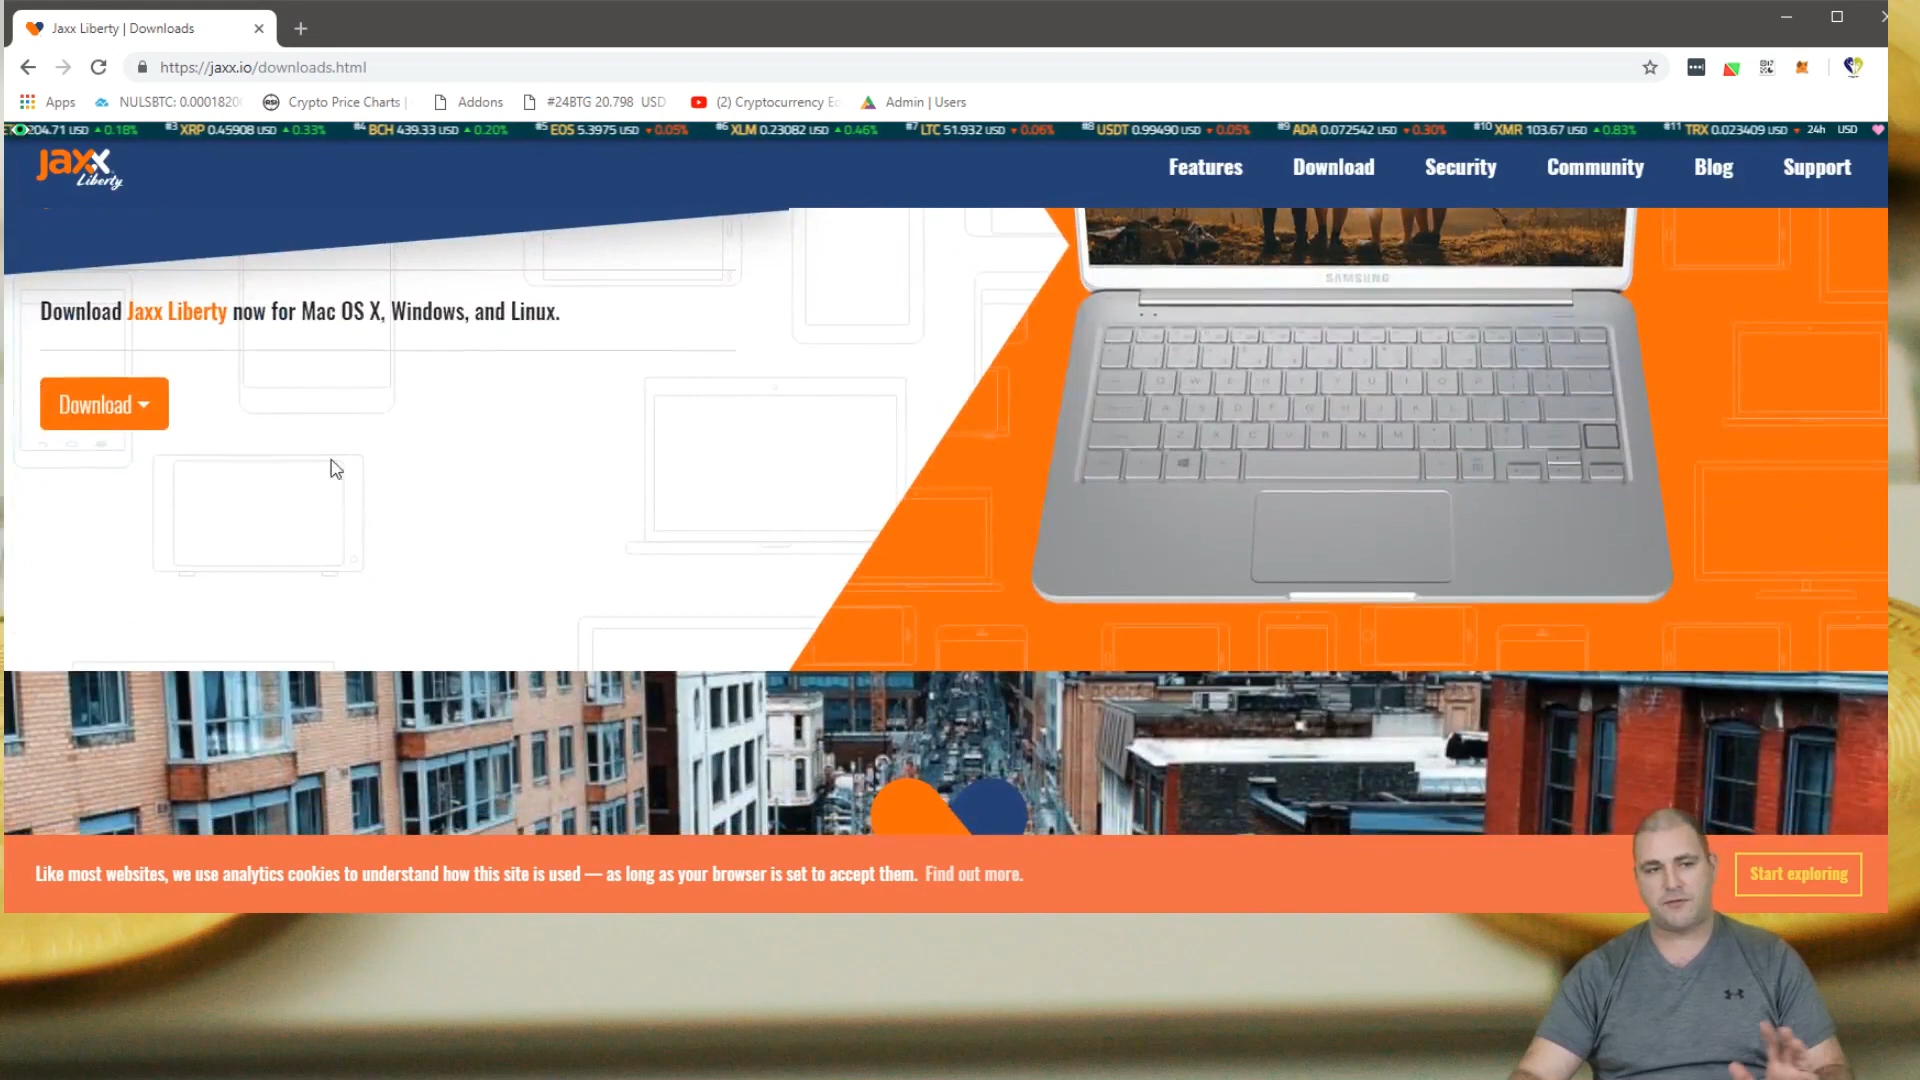 Jaxx Liberty | Downloads
https://jaxx.io/downloads.html
Apps NULSBTC: 0.0001820 Crypto Price Charts | Addons #24BTG 20.798 USD (2) Cryptocurrency Ed Admin | Users
204.71 USD ▲ 0.18% #3 XRP 0.45908 USD ▲ 0.33% #4 BCH 439.33 USD ▲ 0.20% #5 EOS 5.3975 USD ▼ 0.05% #6 XLM 0.23082 USD ▲ 0.46% #7 LTC 51.932 USD ▼ 0.06% #8 USDT 0.99490 USD ▼ 0.05% #9 ADA 0.072542 USD ▼ 0.30% #10 XMR 103.67 USD ▲ 0.83% #11 TRX 0.023409 USD ▼ 24h USD
jaxx Liberty
Features Download Security Community Blog Support
SAMSUNG
Download Jaxx Liberty now for Mac OS X, Windows, and Linux.
Download
Like most websites, we use analytics cookies to understand how this site is used — as long as your browser is set to accept them. Find out more.
Start exploring